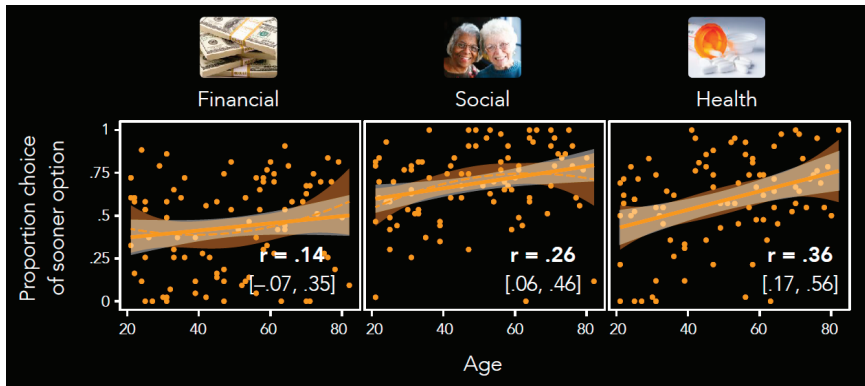 Financial
Social
Health
Proportion choice
of sooner option
1
.75
.5
.25
0
r = .14
[–.07, .35]
r = .26
[.06, .46]
r = .36
[.17, .56]
20 40 60 80
20 40 60 80
20 40 60 80
Age